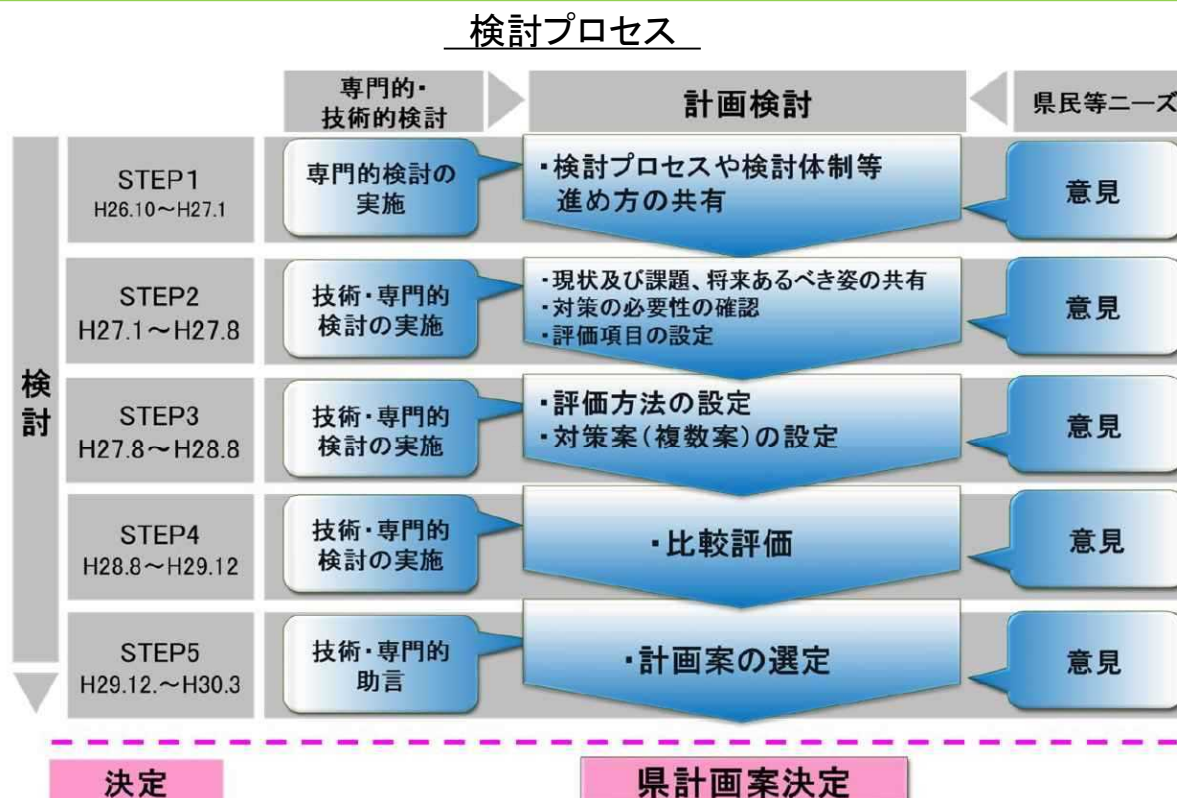 検討プロセス
専門的・
技術的検討
計画検討
県民等ニーズ
検討
STEP1
H26.10～H27.1
専門的検討の
実施
・検討プロセスや検討体制等
進め方の共有
意見
STEP2
H27.1～H27.8
技術・専門的
検討の実施
・現状及び課題、将来あるべき姿の共有
・対策の必要性の確認
・評価項目の設定
意見
STEP3
H27.8～H28.8
技術・専門的
検討の実施
・評価方法の設定
・対策案(複数案)の設定
意見
STEP4
H28.8～H29.12
技術・専門的
検討の実施
・比較評価
意見
STEP5
H29.12.～H30.3
技術・専門的
助言
・計画案の選定
意見
決定
県計画案決定